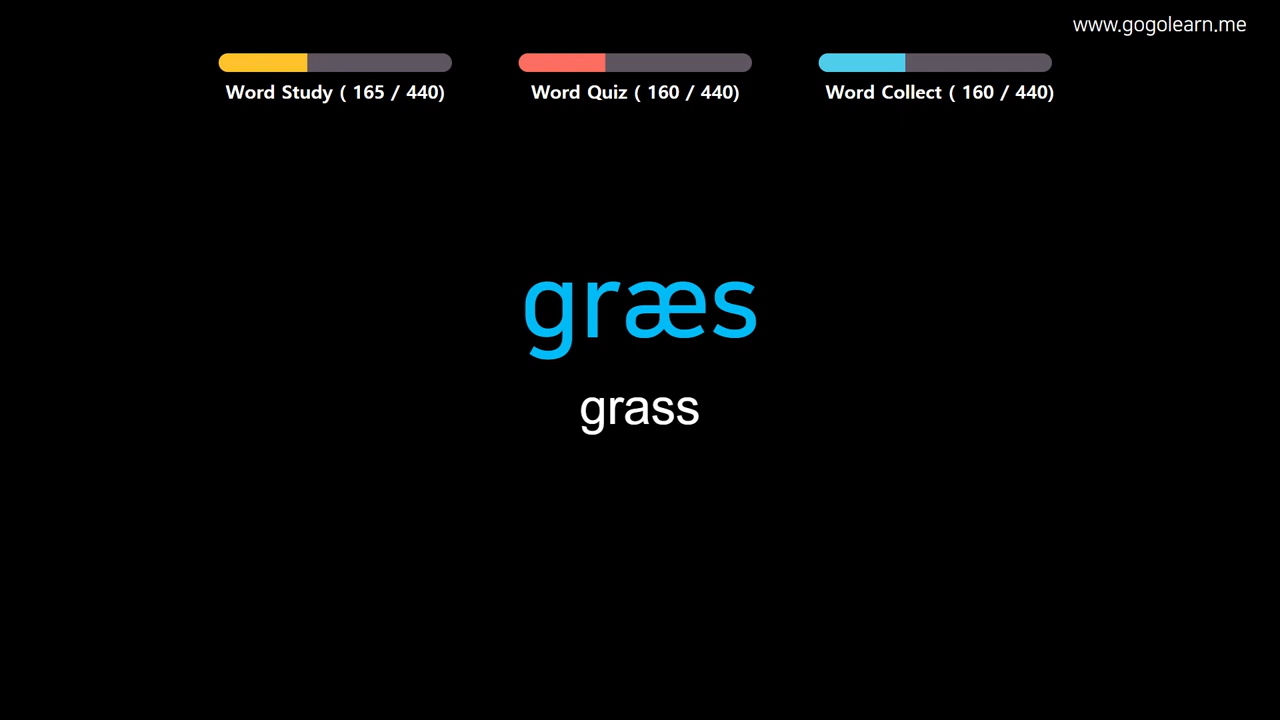 www.gogolearn.me
Word Study ( 165 / 440)
Word Quiz ( 160 / 440)
Word Collect ( 160 / 440)
græs
grass